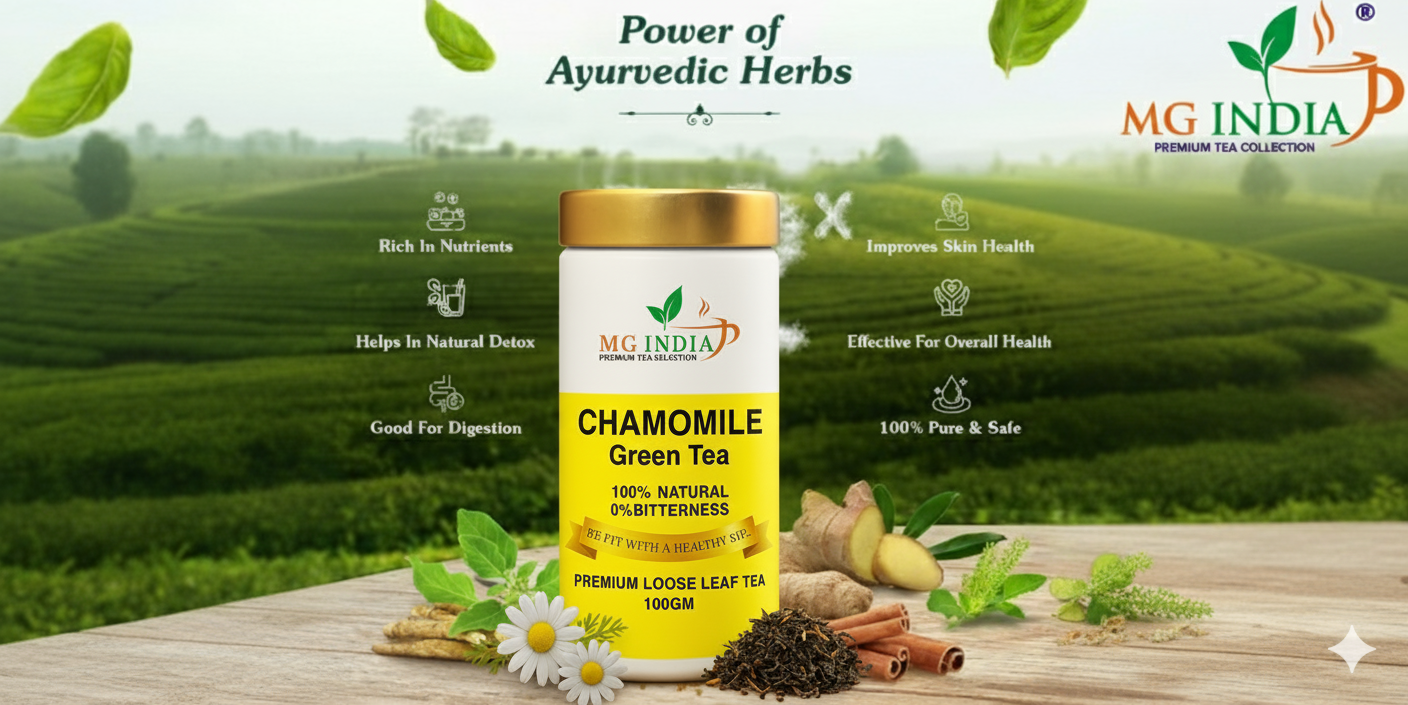 Power of
Ayurvedic Herbs
MG INDIA
®
PREMIUM TEA COLLECTION
Rich In Nutrients
Helps In Natural Detox
Good For Digestion
X
Improves Skin Health
Effective For Overall Health
100% Pure & Safe
MG INDIA
PREMIUM TEA SELESTION
CHAMOMILE
Green Tea
100% NATURAL
0%BITTERNESS
BE FIT WITH A HEALTHY SIP..
PREMIUM LOOSE LEAF TEA
100GM